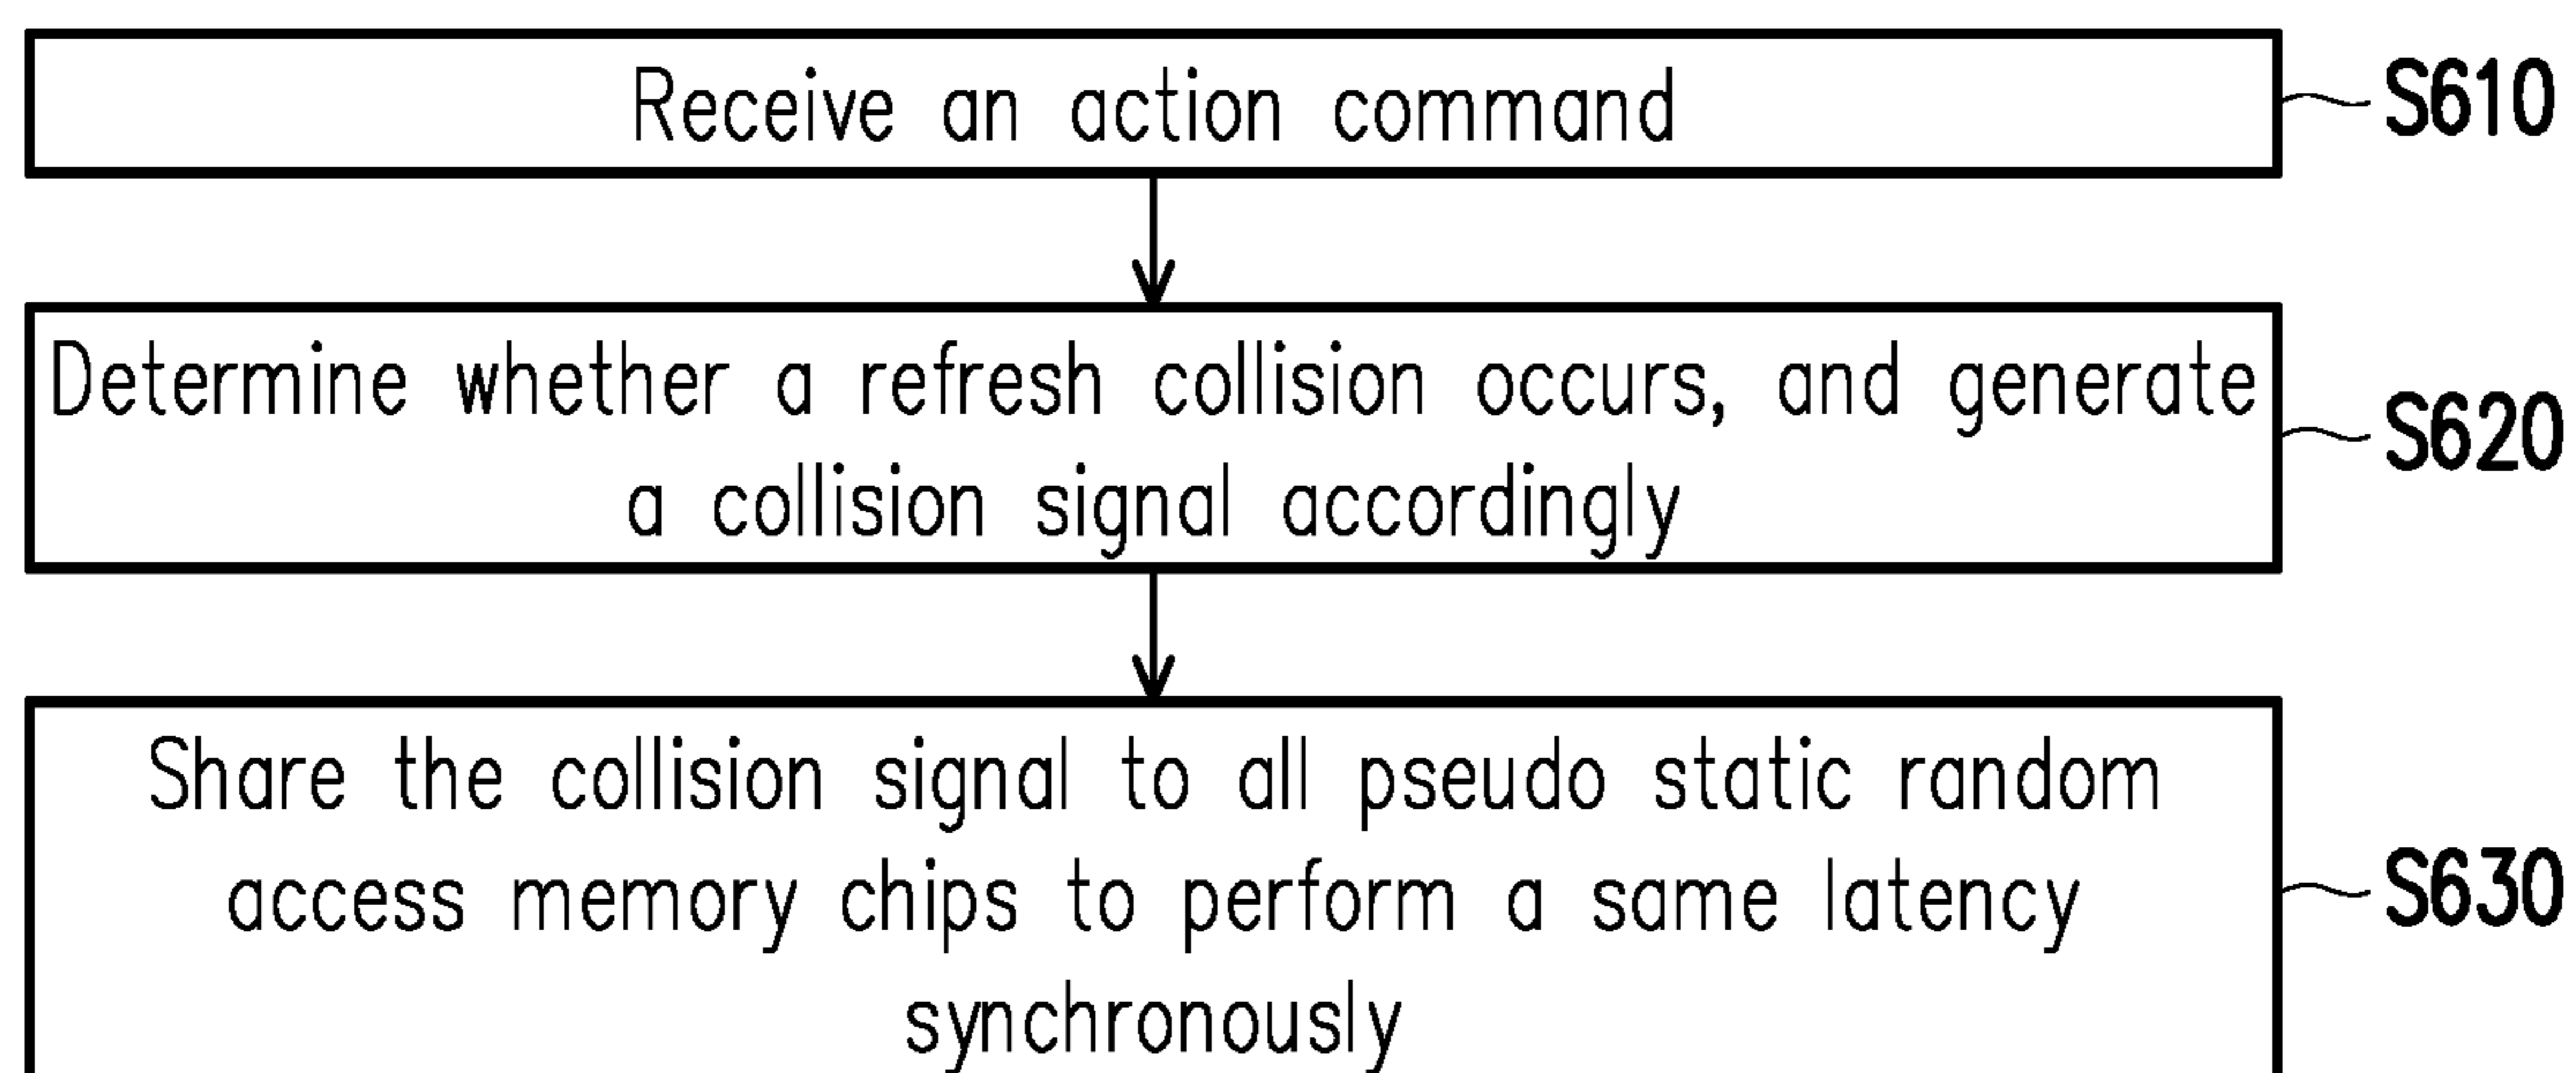 Receive an action command
S610
Determine whether a refresh collision occurs, and generate
a collision signal accordingly
S620
Share the collision signal to all pseudo static random
access memory chips to perform a same latency
synchronously
S630